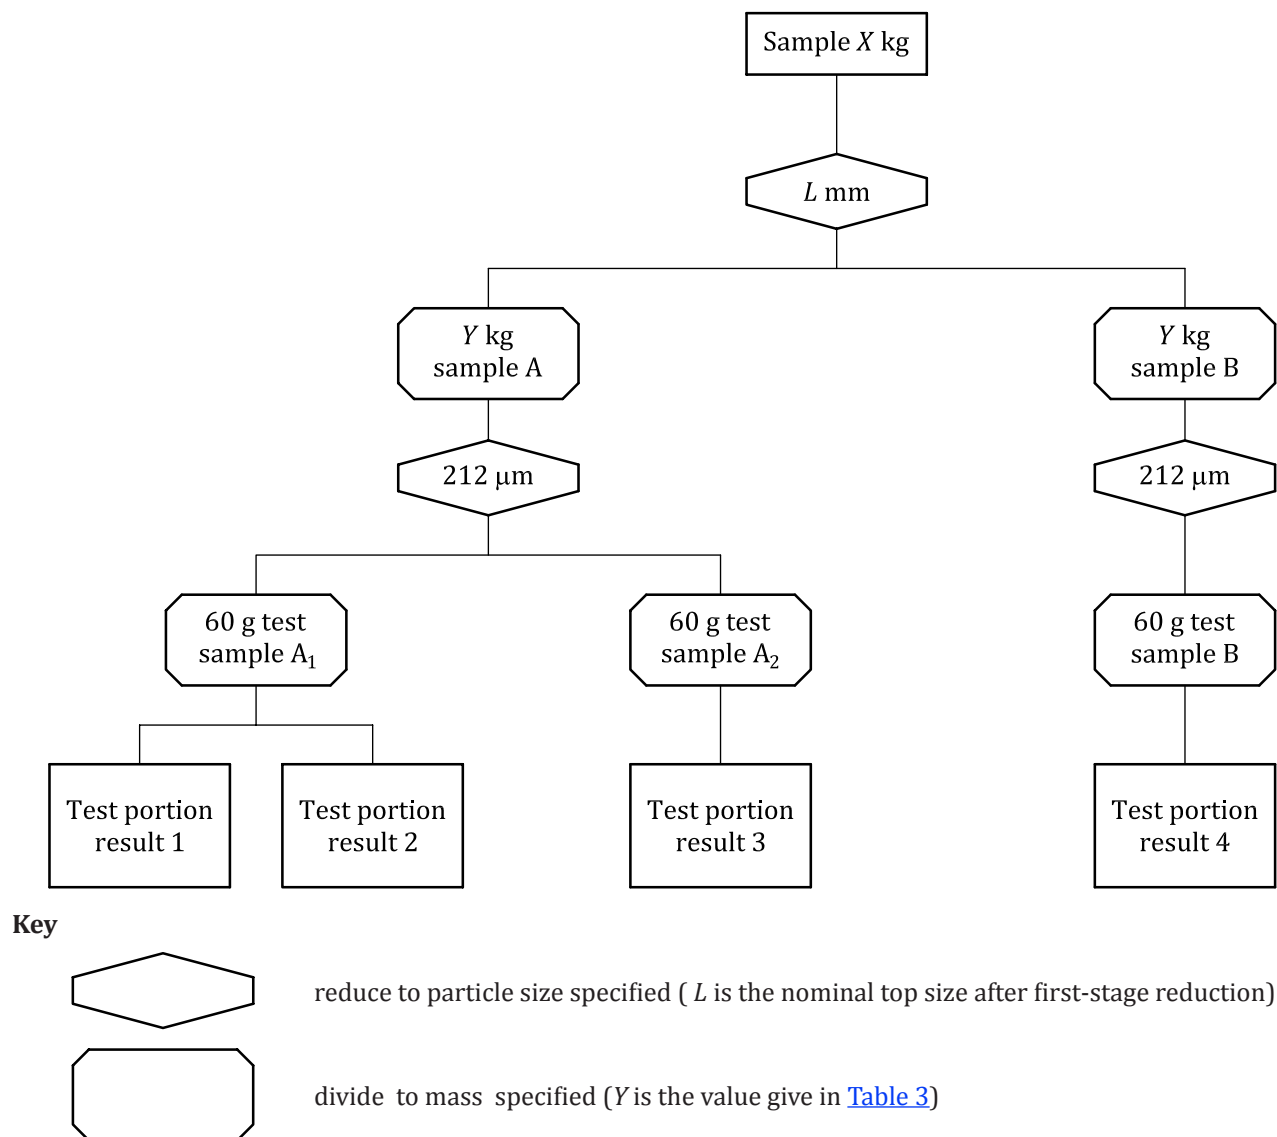 Sample X kg
L mm
Y kg
sample A
Y kg
sample B
212 μm
212 μm
60 g test
sample A₁
60 g test
sample A₂
60 g test
sample B
Test portion
result 1
Test portion
result 2
Test portion
result 3
Test portion
result 4
Key
reduce to particle size specified ( L is the nominal top size after first-stage reduction)
divide to mass specified (Y is the value give in Table 3)